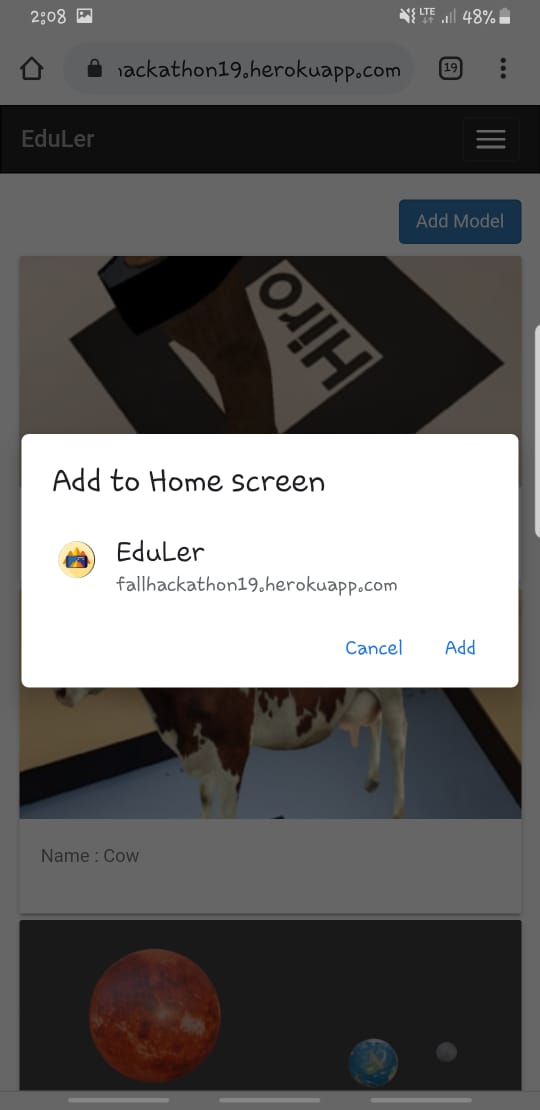 2:08
LTE
48%
hackathon19.herokuapp.com
19
EduLer
Add Model
Hiro
Add to Home screen
EduLer
fallhackathon19.herokuapp.com
Cancel
Add
Name : Cow